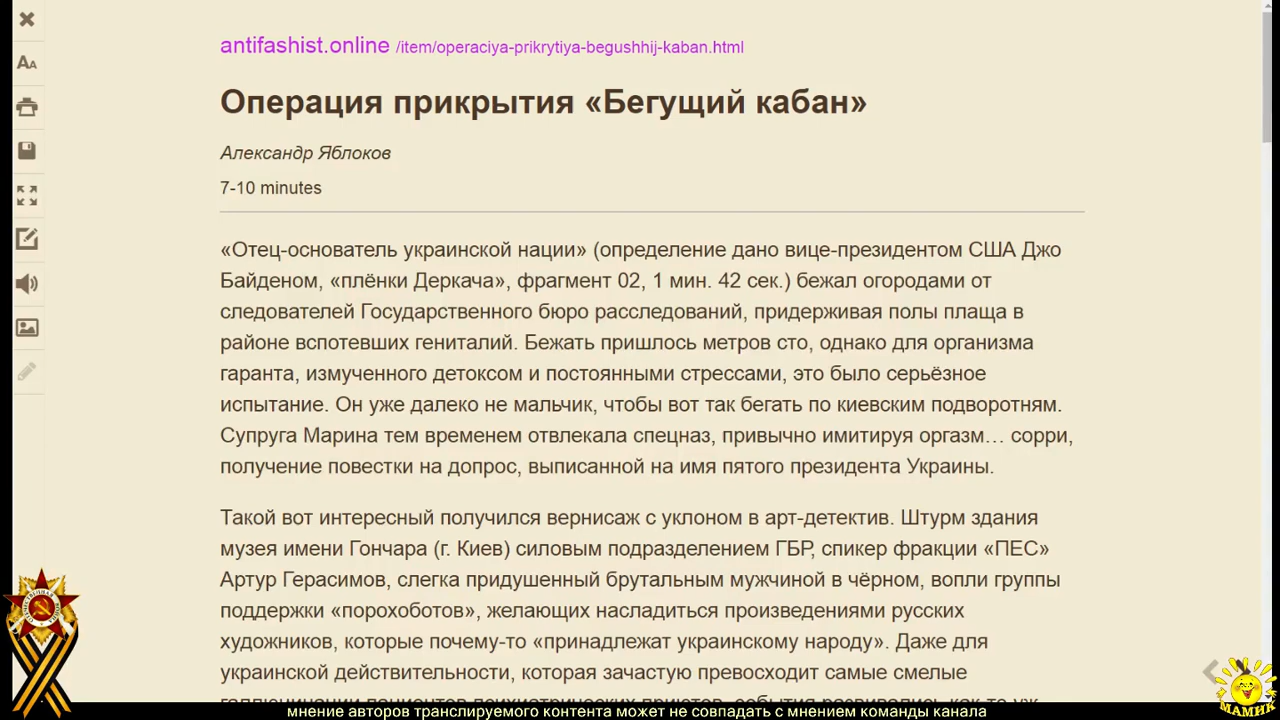 antifashist.online /item/operaciya-prikrytiya-begushhij-kaban.html
Операция прикрытия «Бегущий кабан»
Александр Яблоков
7-10 minutes
«Отец-основатель украинской нации» (определение дано вице-президентом США Джо
Байденом, «плёнки Деркача», фрагмент 02, 1 мин. 42 сек.) бежал огородами от
следователей Государственного бюро расследований, придерживая полы плаща в
районе вспотевших гениталий. Бежать пришлось метров сто, однако для организма
гаранта, измученного детоксом и постоянными стрессами, это было серьёзное
испытание. Он уже далеко не мальчик, чтобы вот так бегать по киевским подворотням.
Супруга Марина тем временем отвлекала спецназ, привычно имитируя оргазм… сорри,
получение повестки на допрос, выписанной на имя пятого президента Украины.
Такой вот интересный получился вернисаж с уклоном в арт-детектив. Штурм здания
музея имени Гончара (г. Киев) силовым подразделением ГБР, спикер фракции «ПЕС»
Артур Герасимов, слегка придушенный брутальным мужчиной в чёрном, вопли группы
поддержки «порохоботов», желающих насладиться произведениями русских
художников, которые почему-то «принадлежат украинскому народу». Даже для
украинской действительности, которая зачастую превосходит самые смелые
МАМИК
мнение авторов транслируемого контента может не совпадать с мнением команды канала